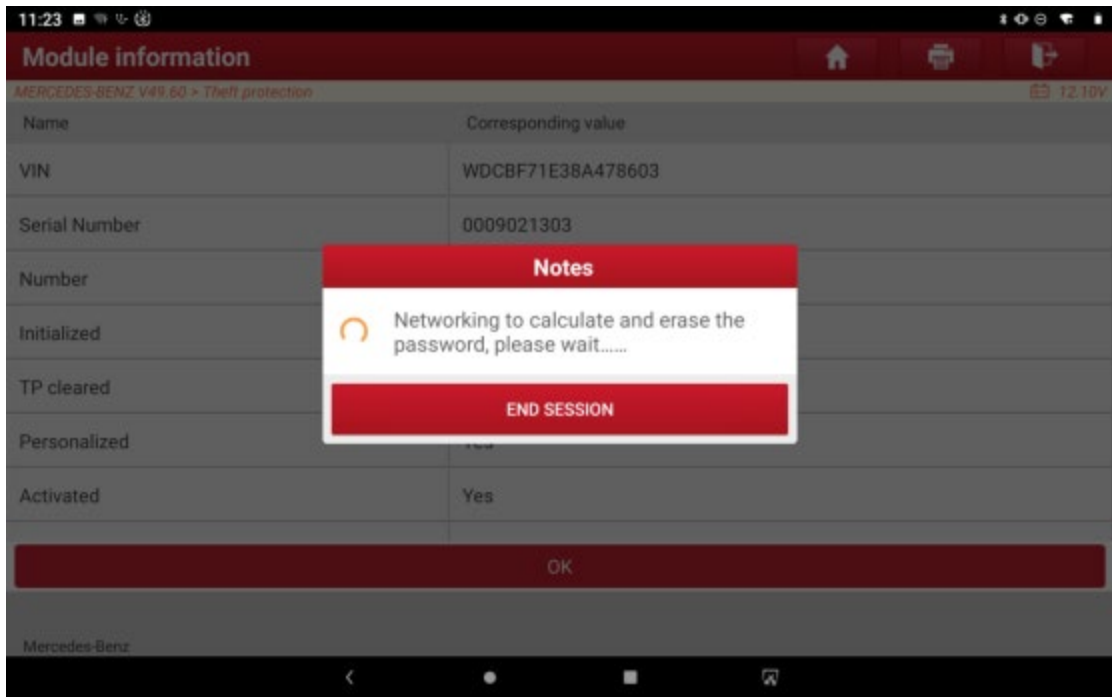 11:23
Module information
MERCEDES-BENZ V49.60 > Theft protection
12.10V
Name Corresponding value
VIN WDCBF71E38A478603
Serial Number 0009021303
Number
Notes
Initialized
Networking to calculate and erase the
password, please wait......
TP cleared
END SESSION
Personalized
Activated Yes
OK
Mercedes-Benz